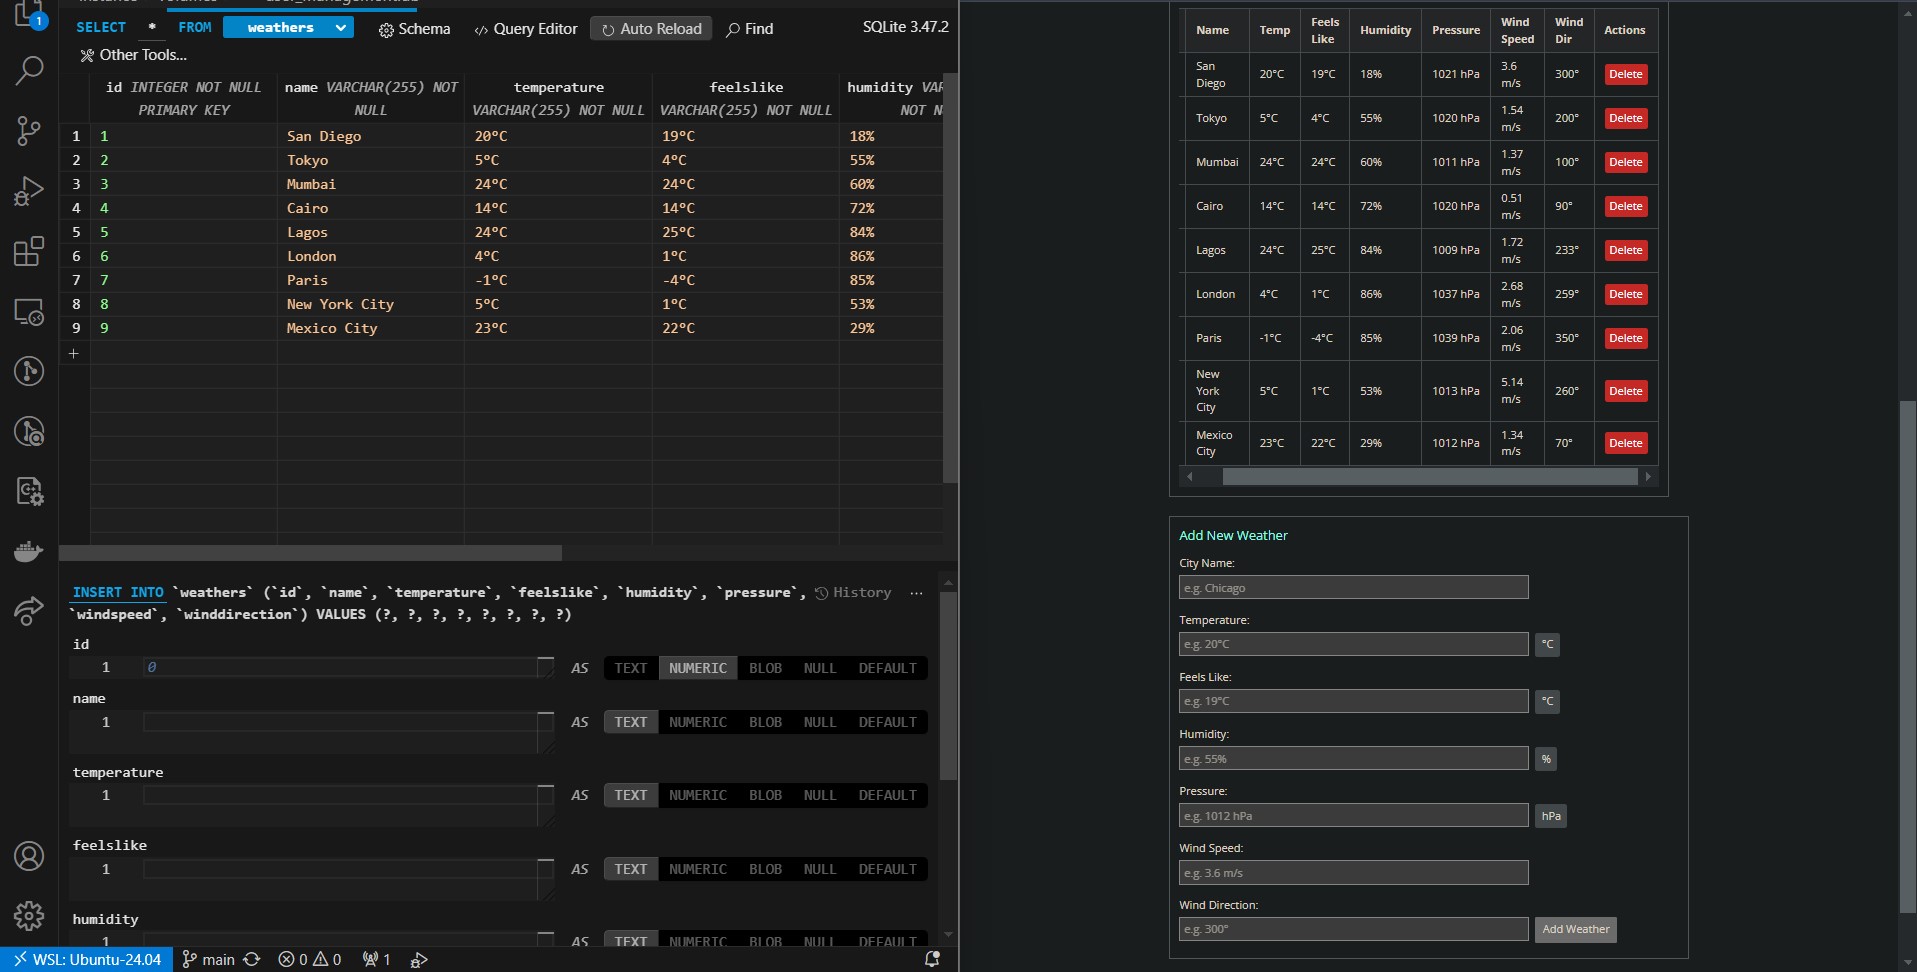 1
SELECT * FROM weathers Schema Query Editor Auto Reload Find SQLite 3.47.2
Other Tools...
id INTEGER NOT NULL PRIMARY KEY name VARCHAR(255) NOT NULL temperature VARCHAR(255) NOT NULL feelslike VARCHAR(255) NOT NULL humidity
1 1 San Diego 20°C 19°C 18%
2 2 Tokyo 5°C 4°C 55%
3 3 Mumbai 24°C 24°C 60%
4 4 Cairo 14°C 14°C 72%
5 5 Lagos 24°C 25°C 84%
6 6 London 4°C 1°C 86%
7 7 Paris -1°C -4°C 85%
8 8 New York City 5°C 1°C 53%
9 9 Mexico City 23°C 22°C 29%
+
INSERT INTO `weathers` (`id`, `name`, `temperature`, `feelslike`, `humidity`, `pressure`, History ...
`windspeed`, `winddirection`) VALUES (?, ?, ?, ?, ?, ?, ?, ?)
id
1 0 AS TEXT NUMERIC BLOB NULL DEFAULT
name
1 AS TEXT NUMERIC BLOB NULL DEFAULT
temperature
1 AS TEXT NUMERIC BLOB NULL DEFAULT
feelslike
1 AS TEXT NUMERIC BLOB NULL DEFAULT
humidity
1 AS TEXT NUMERIC BLOB NULL DEFAULT
WSL: Ubuntu-24.04 main 0 0 1
Name Temp Feels Like Humidity Pressure Wind Speed Wind Dir Actions
San Diego 20°C 19°C 18% 1021 hPa 3.6 m/s 300° Delete
Tokyo 5°C 4°C 55% 1020 hPa 1.54 m/s 200° Delete
Mumbai 24°C 24°C 60% 1011 hPa 1.37 m/s 100° Delete
Cairo 14°C 14°C 72% 1020 hPa 0.51 m/s 90° Delete
Lagos 24°C 25°C 84% 1009 hPa 1.72 m/s 233° Delete
London 4°C 1°C 86% 1037 hPa 2.68 m/s 259° Delete
Paris -1°C -4°C 85% 1039 hPa 2.06 m/s 350° Delete
New York City 5°C 1°C 53% 1013 hPa 5.14 m/s 260° Delete
Mexico City 23°C 22°C 29% 1012 hPa 1.34 m/s 70° Delete
Add New Weather
City Name:
e.g. Chicago
Temperature:
e.g. 20°C °C
Feels Like:
e.g. 19°C °C
Humidity:
e.g. 55% %
Pressure:
e.g. 1012 hPa hPa
Wind Speed:
e.g. 3.6 m/s
Wind Direction:
e.g. 300° Add Weather